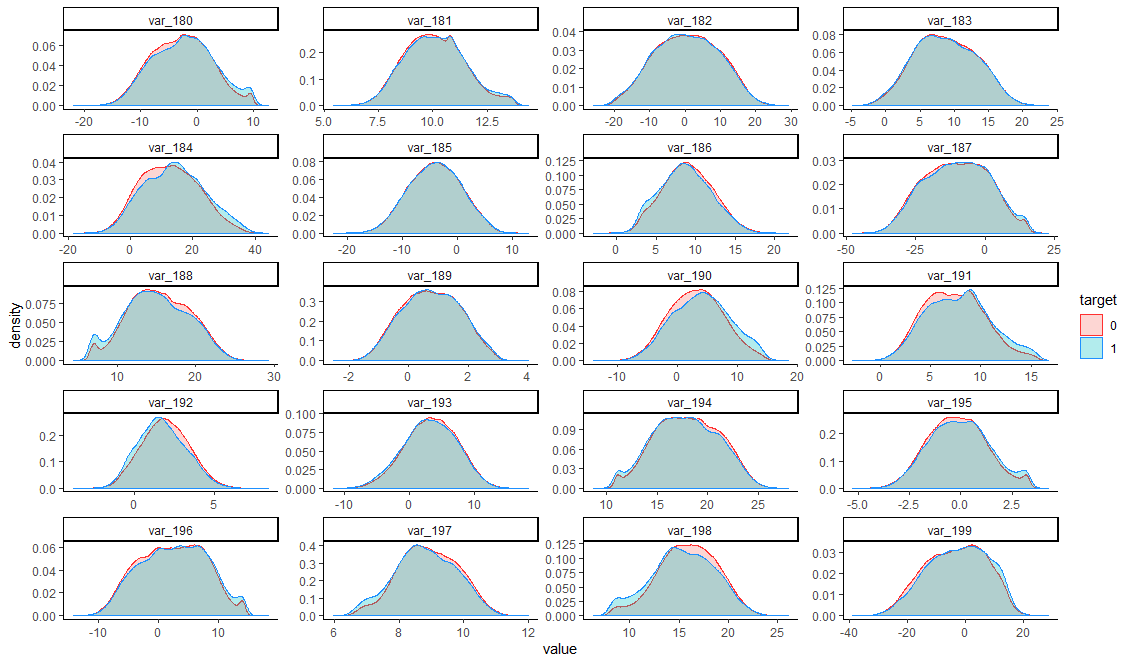 var_180 var_181 var_182 var_183
0.06 0.04 0.02 0.00 0.2 0.1 0.0 0.04 0.03 0.02 0.01 0.00 0.08 0.06 0.04 0.02 0.00
-20 -10 0 10 5.0 7.5 10.0 12.5 -20 -10 0 10 20 30 -5 0 5 10 15 20 25
var_184 var_185 var_186 var_187
0.04 0.03 0.02 0.01 0.00 0.08 0.06 0.04 0.02 0.00 0.125 0.100 0.075 0.050 0.025 0.000 0.03 0.02 0.01 0.00
-20 0 20 40 -20 -10 0 10 0 5 10 15 20 -50 -25 0 25
var_188 var_189 var_190 var_191
0.075 0.050 0.025 0.000 0.3 0.2 0.1 0.0 0.08 0.06 0.04 0.02 0.00 0.125 0.100 0.075 0.050 0.025 0.000
10 20 30 -2 0 2 4 -10 0 10 20 0 5 10 15
var_192 var_193 var_194 var_195
0.2 0.1 0.0 0.100 0.075 0.050 0.025 0.000 0.09 0.06 0.03 0.00 0.2 0.1 0.0
0 5 -10 0 10 10 15 20 25 -5.0 -2.5 0.0 2.5
var_196 var_197 var_198 var_199
0.06 0.04 0.02 0.00 0.4 0.3 0.2 0.1 0.0 0.125 0.100 0.075 0.050 0.025 0.000 0.03 0.02 0.01 0.00
-10 0 10 6 8 10 12 10 15 20 25 -40 -20 0 20
density
value
target
0
1